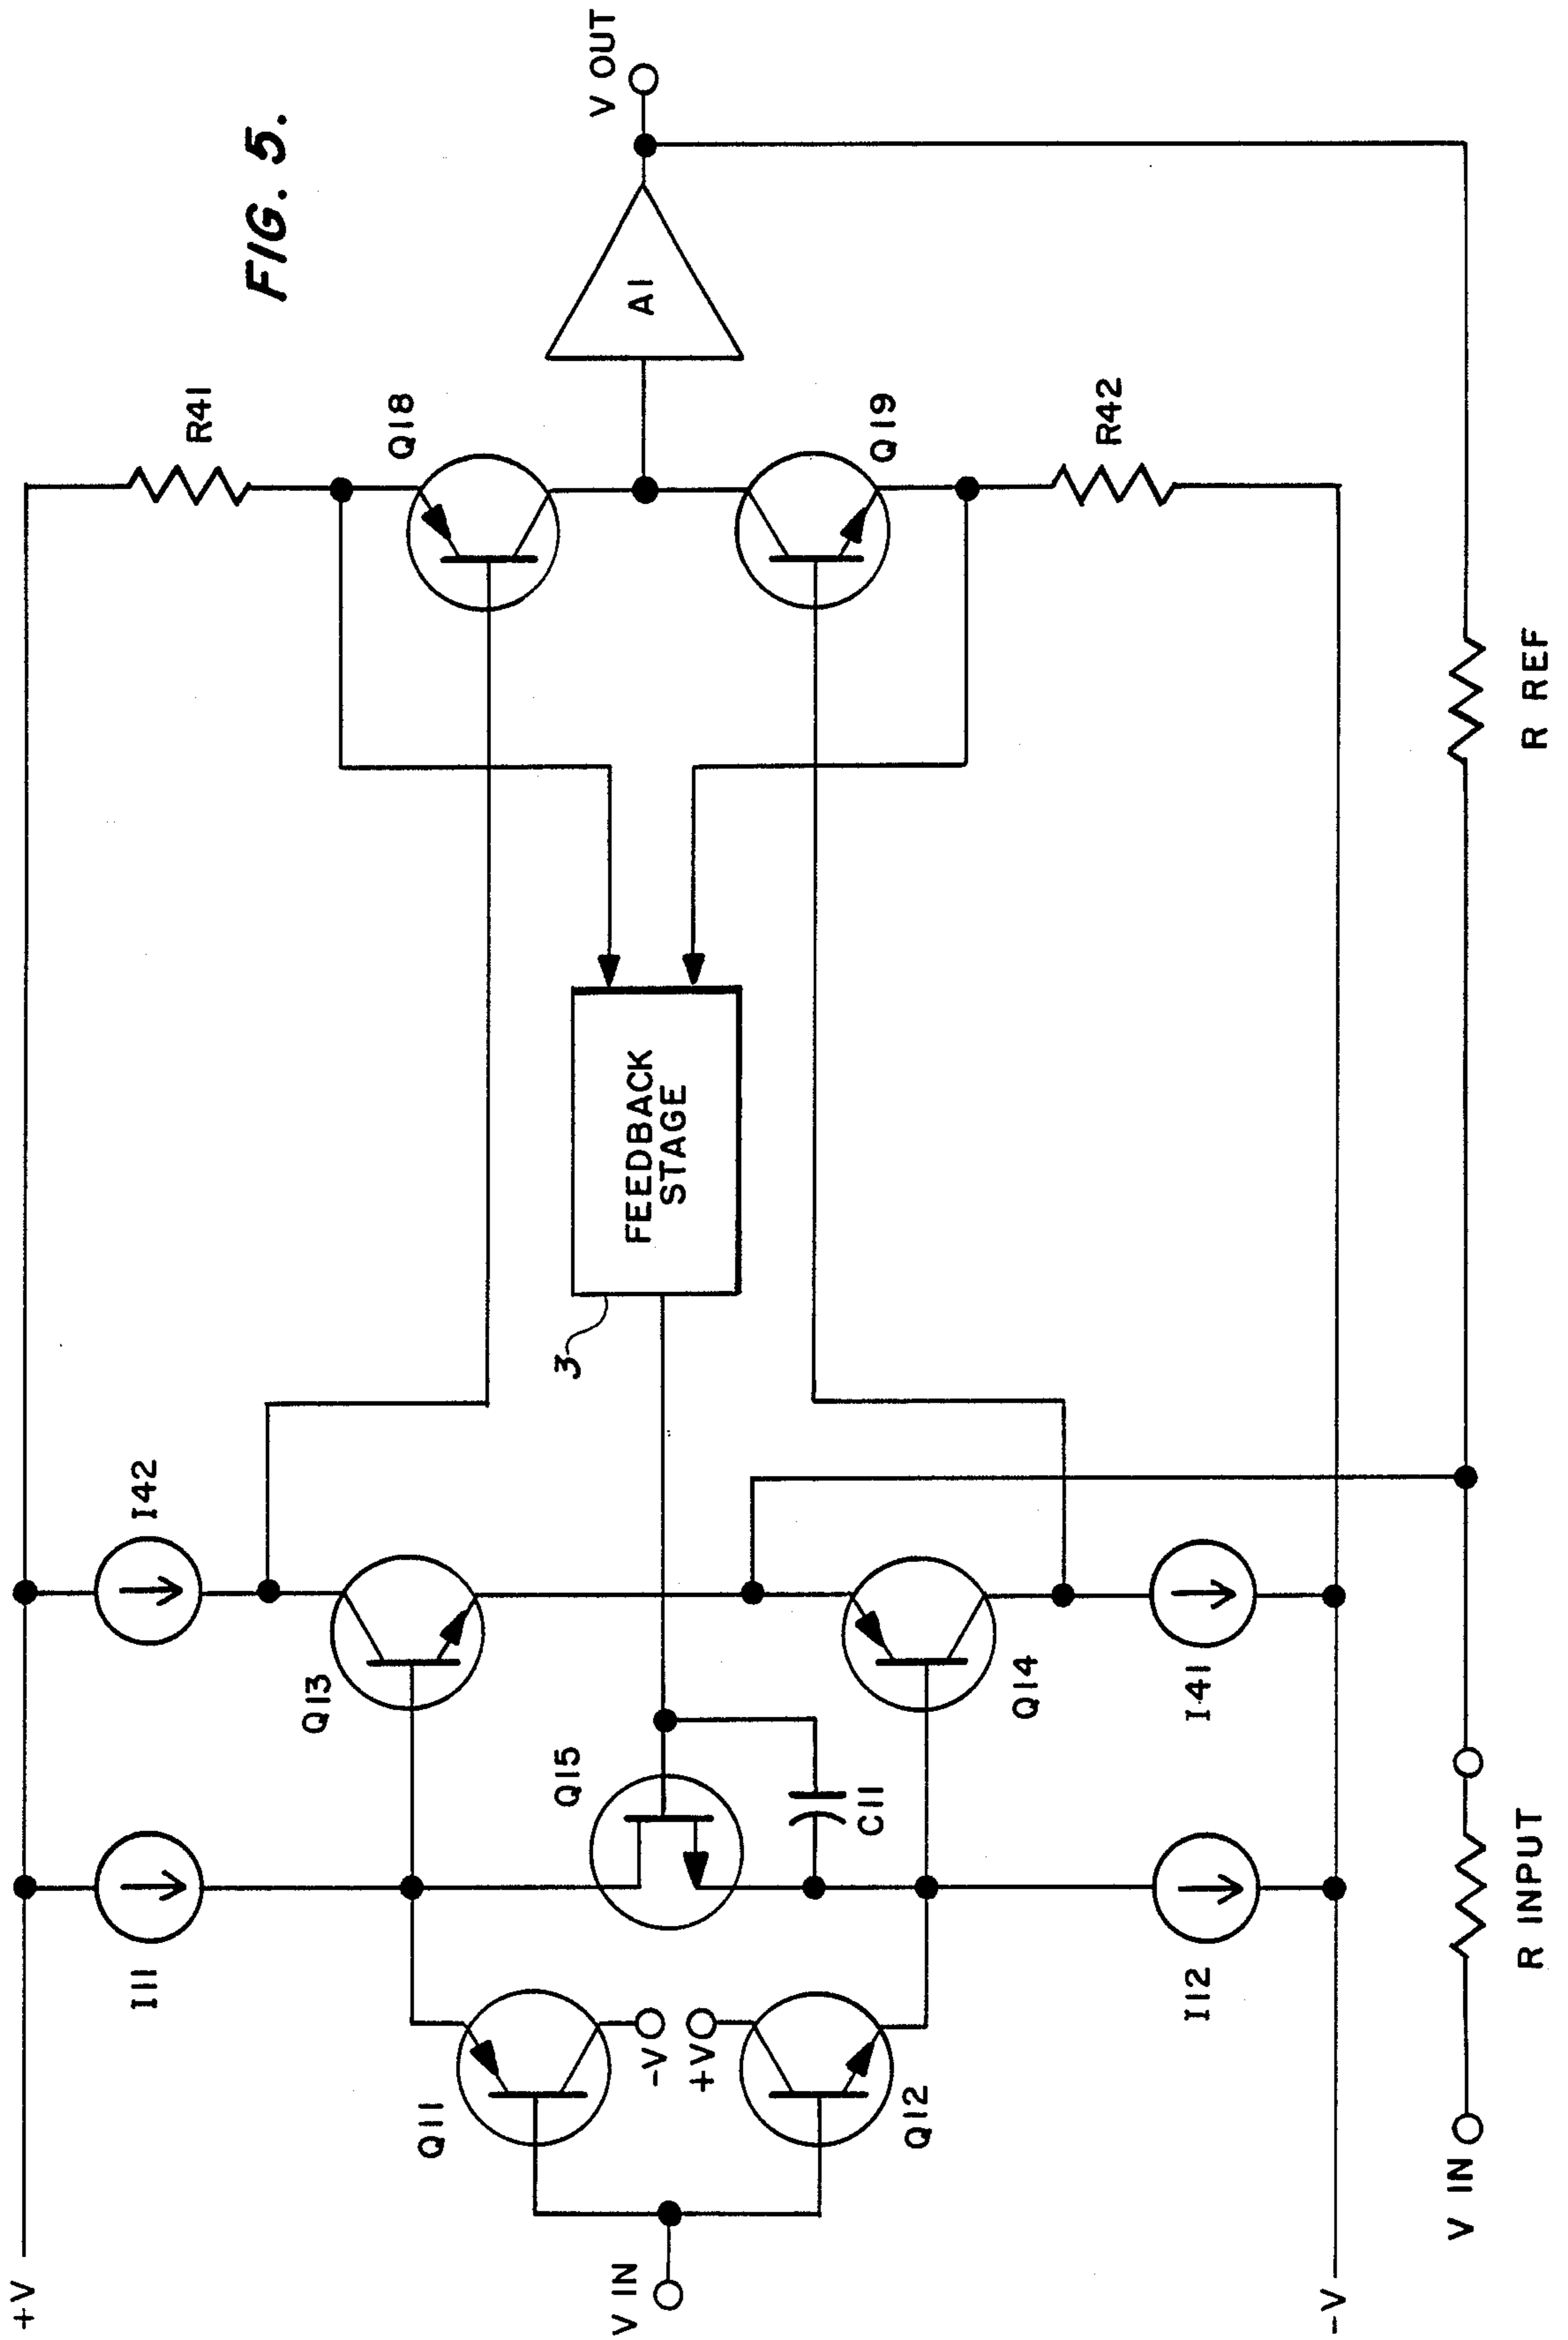 FIG. 5.
+V
I11
I42
R41
Q11
Q13
Q18
V IN
-V
+V
Q15
3
FEEDBACK
STAGE
A1
V OUT
C11
Q12
Q14
Q19
I12
I41
R42
-V
V IN
R INPUT
R REF